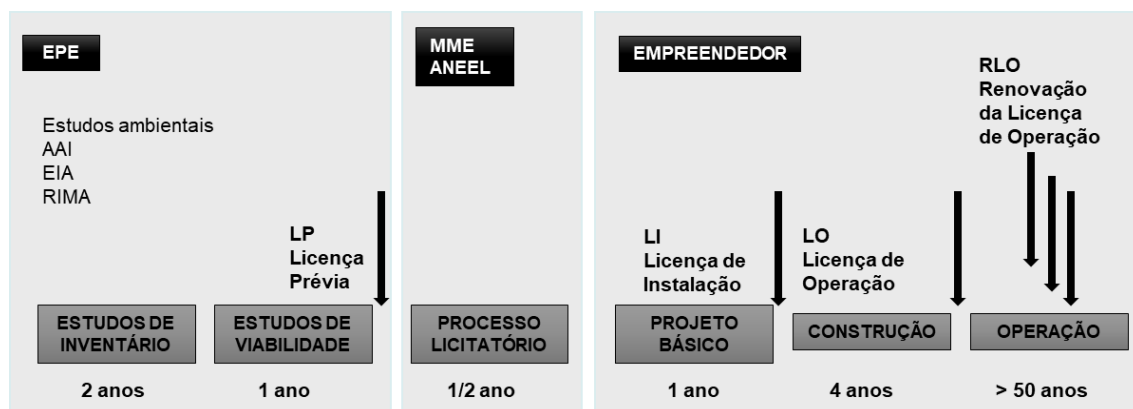 EPE
Estudos ambientais
AAI
EIA
RIMA
LP
Licença
Prévia
ESTUDOS DE
INVENTÁRIO
2 anos
ESTUDOS DE
VIABILIDADE
1 ano
MME
ANEEL
PROCESSO
LICITATÓRIO
1/2 ano
EMPREENDEDOR
LI
Licença de
Instalação
PROJETO
BÁSICO
1 ano
LO
Licença de
Operação
CONSTRUÇÃO
4 anos
RLO
Renovação
da Licença
de Operação
OPERAÇÃO
> 50 anos